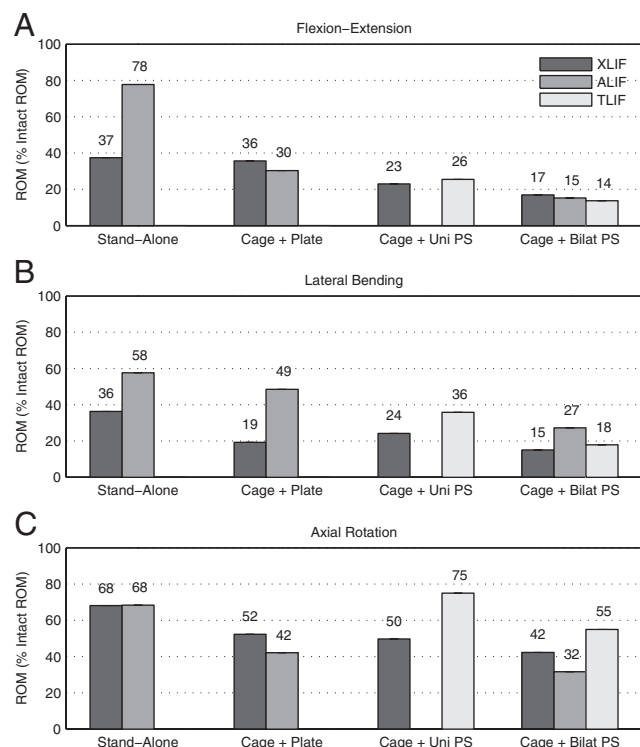 A
Flexion−Extension
ROM (% Intact ROM)
100
80
60
40
20
0
XLIF
ALIF
TLIF
37
78
36
30
23
26
17
15
14
Stand−Alone
Cage + Plate
Cage + Uni PS
Cage + Bilat PS
B
Lateral Bending
ROM (% Intact ROM)
100
80
60
40
20
0
36
58
19
49
24
36
15
27
18
Stand−Alone
Cage + Plate
Cage + Uni PS
Cage + Bilat PS
C
Axial Rotation
ROM (% Intact ROM)
100
80
60
40
20
0
68
68
52
42
50
75
42
32
55
Stand−Alone
Cage + Plate
Cage + Uni PS
Cage + Bilat PS